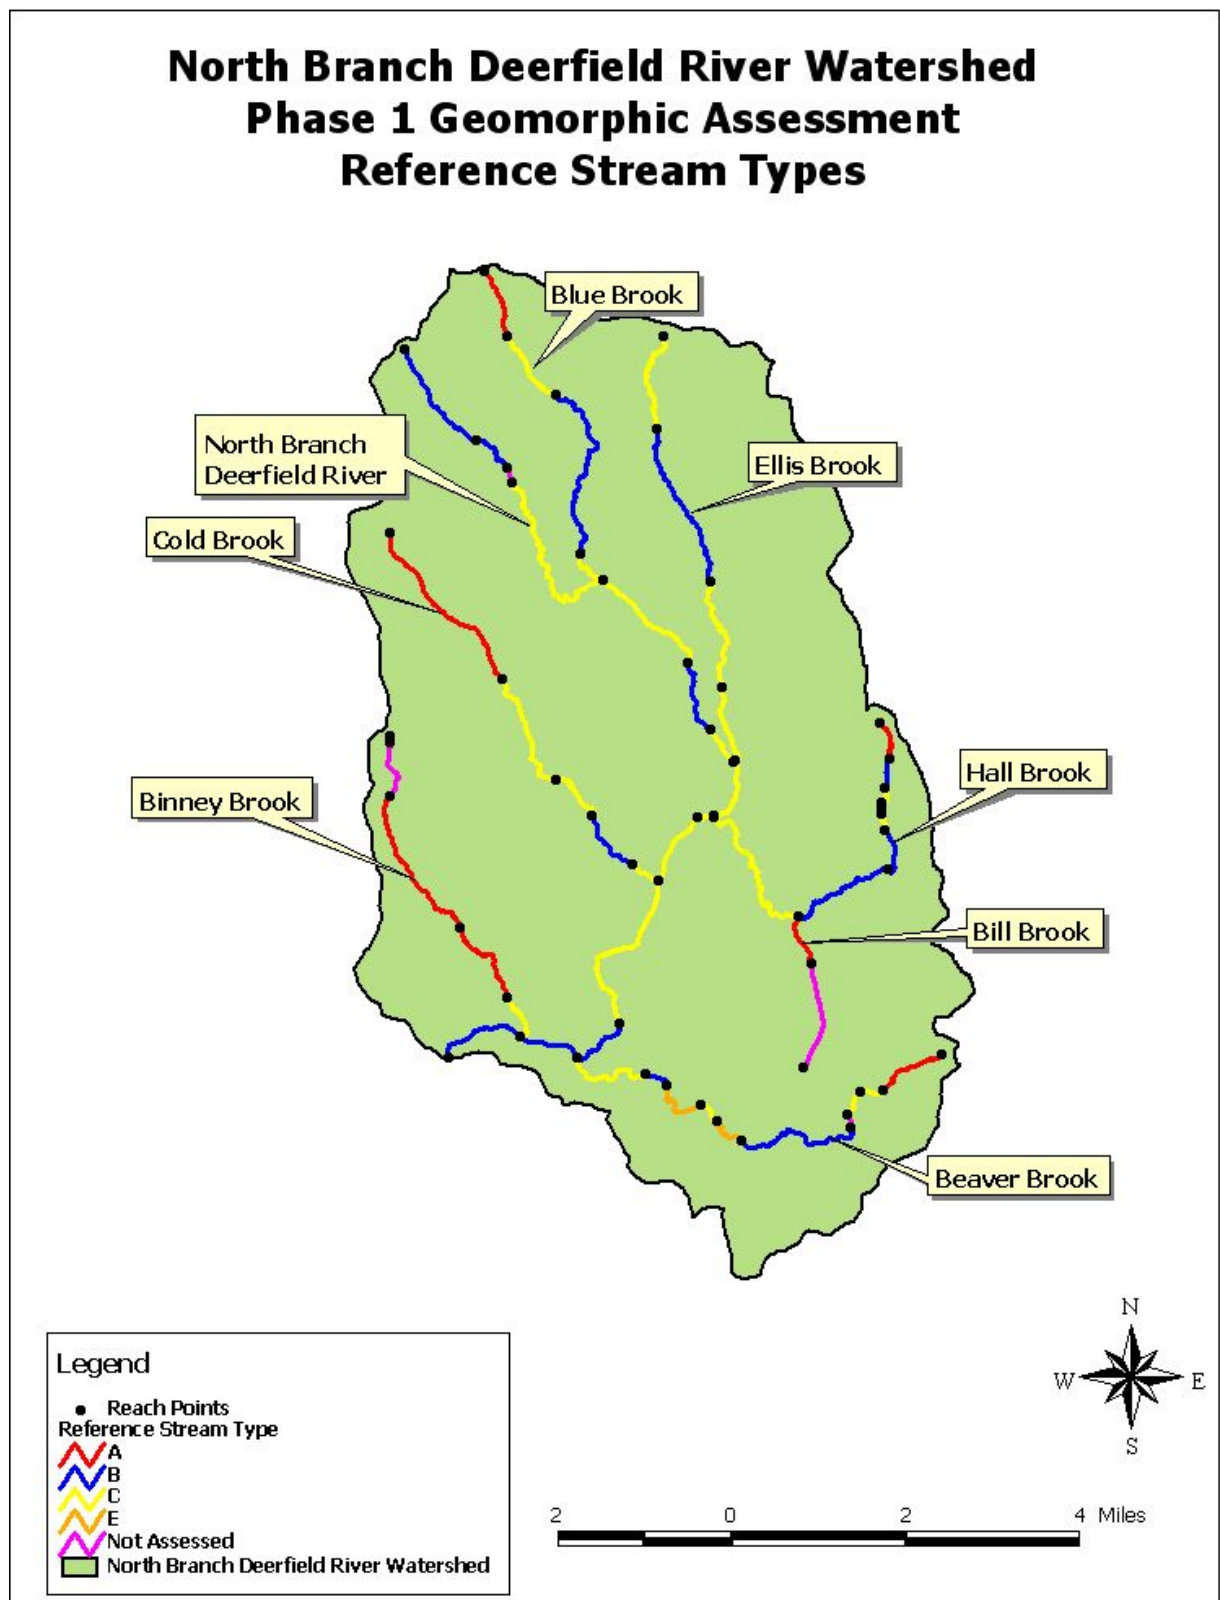 North Branch Deerfield River Watershed
Phase 1 Geomorphic Assessment
Reference Stream Types
Blue Brook
North Branch
Deerfield River
Ellis Brook
Cold Brook
Hall Brook
Binney Brook
Bill Brook
Beaver Brook
N
W
E
S
Legend
Reach Points
Reference Stream Type
A
B
C
E
Not Assessed
North Branch Deerfield River Watershed
2 0 2 4 Miles